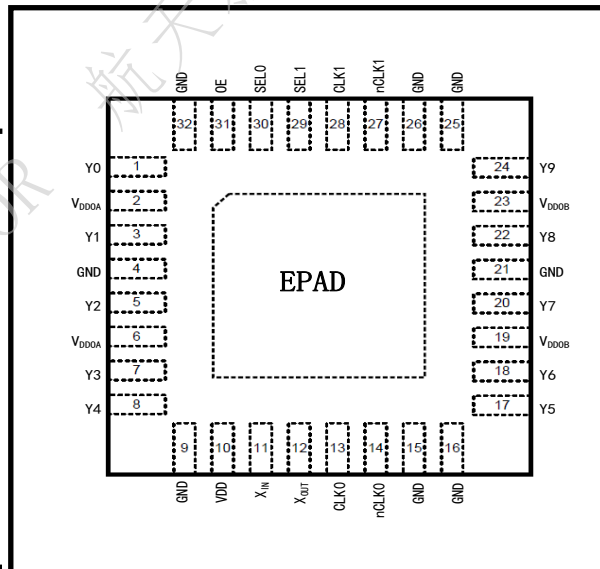 GND OE SEL0 SEL1 CLK1 nCLK1 GND GND
32 31 30 29 28 27 26 25
Y0 1 24 Y9
VDDOA 2 23 VDDOB
Y1 3 22 Y8
GND 4 21 GND
Y2 5 20 Y7
VDDOA 6 19 VDDOB
Y3 7 18 Y6
Y4 8 17 Y5
EPAD
9 10 11 12 13 14 15 16
GND VDD XIN XOUT CLK0 nCLK0 GND GND
航天
OR